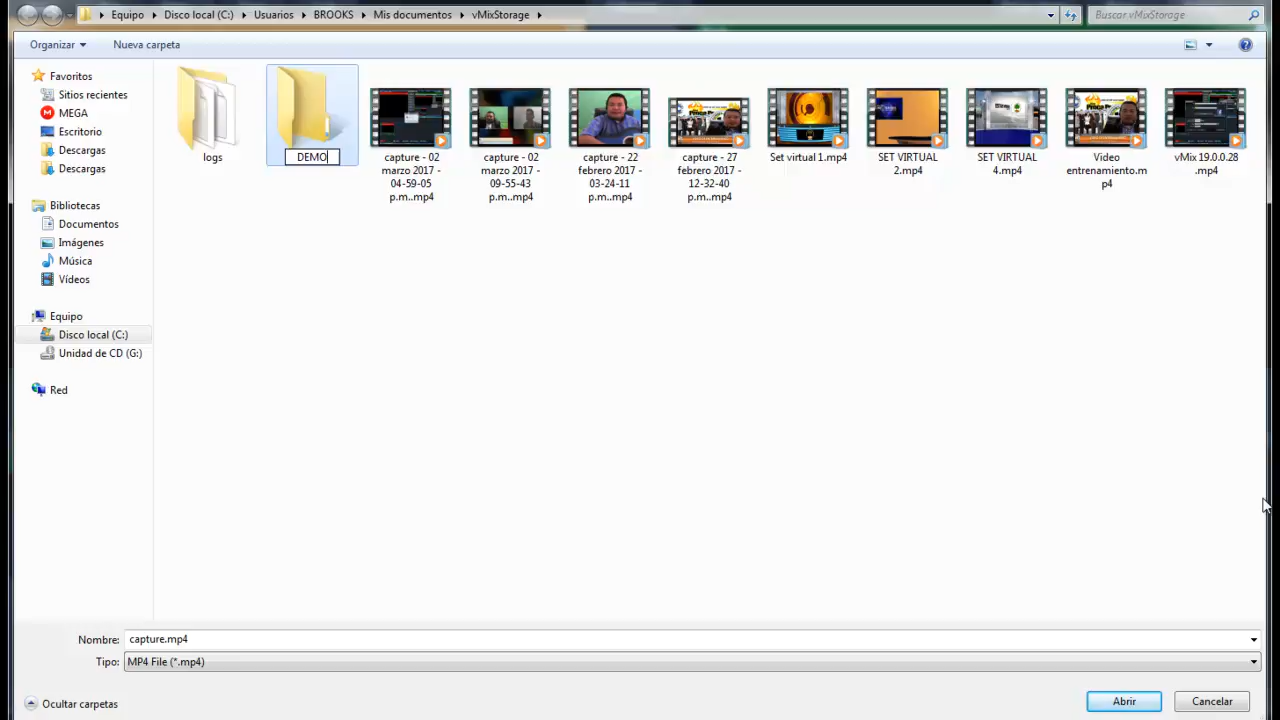 Equipo
Disco local (C:)
Usuarios
BROOKS
Mis documentos
vMixStorage
Buscar vMixStorage
Organizar
Nueva carpeta
Favoritos
Sitios recientes
MEGA
Escritorio
Descargas
Descargas
Bibliotecas
Documentos
Imágenes
Música
Vídeos
Equipo
Disco local (C:)
Unidad de CD (G:)
Red
logs
DEMO
capture - 02
marzo 2017 -
04-59-05
p.m..mp4
capture - 02
marzo 2017 -
09-55-43
p.m..mp4
capture - 22
febrero 2017 -
03-24-11
p.m..mp4
capture - 27
febrero 2017 -
12-32-40
p.m..mp4
Set virtual 1.mp4
SET VIRTUAL
2.mp4
SET VIRTUAL
4.mp4
Video
entrenamiento.m
p4
vMix 19.0.0.28
.mp4
Nombre: capture.mp4
Tipo: MP4 File (*.mp4)
Ocultar carpetas
Abrir
Cancelar